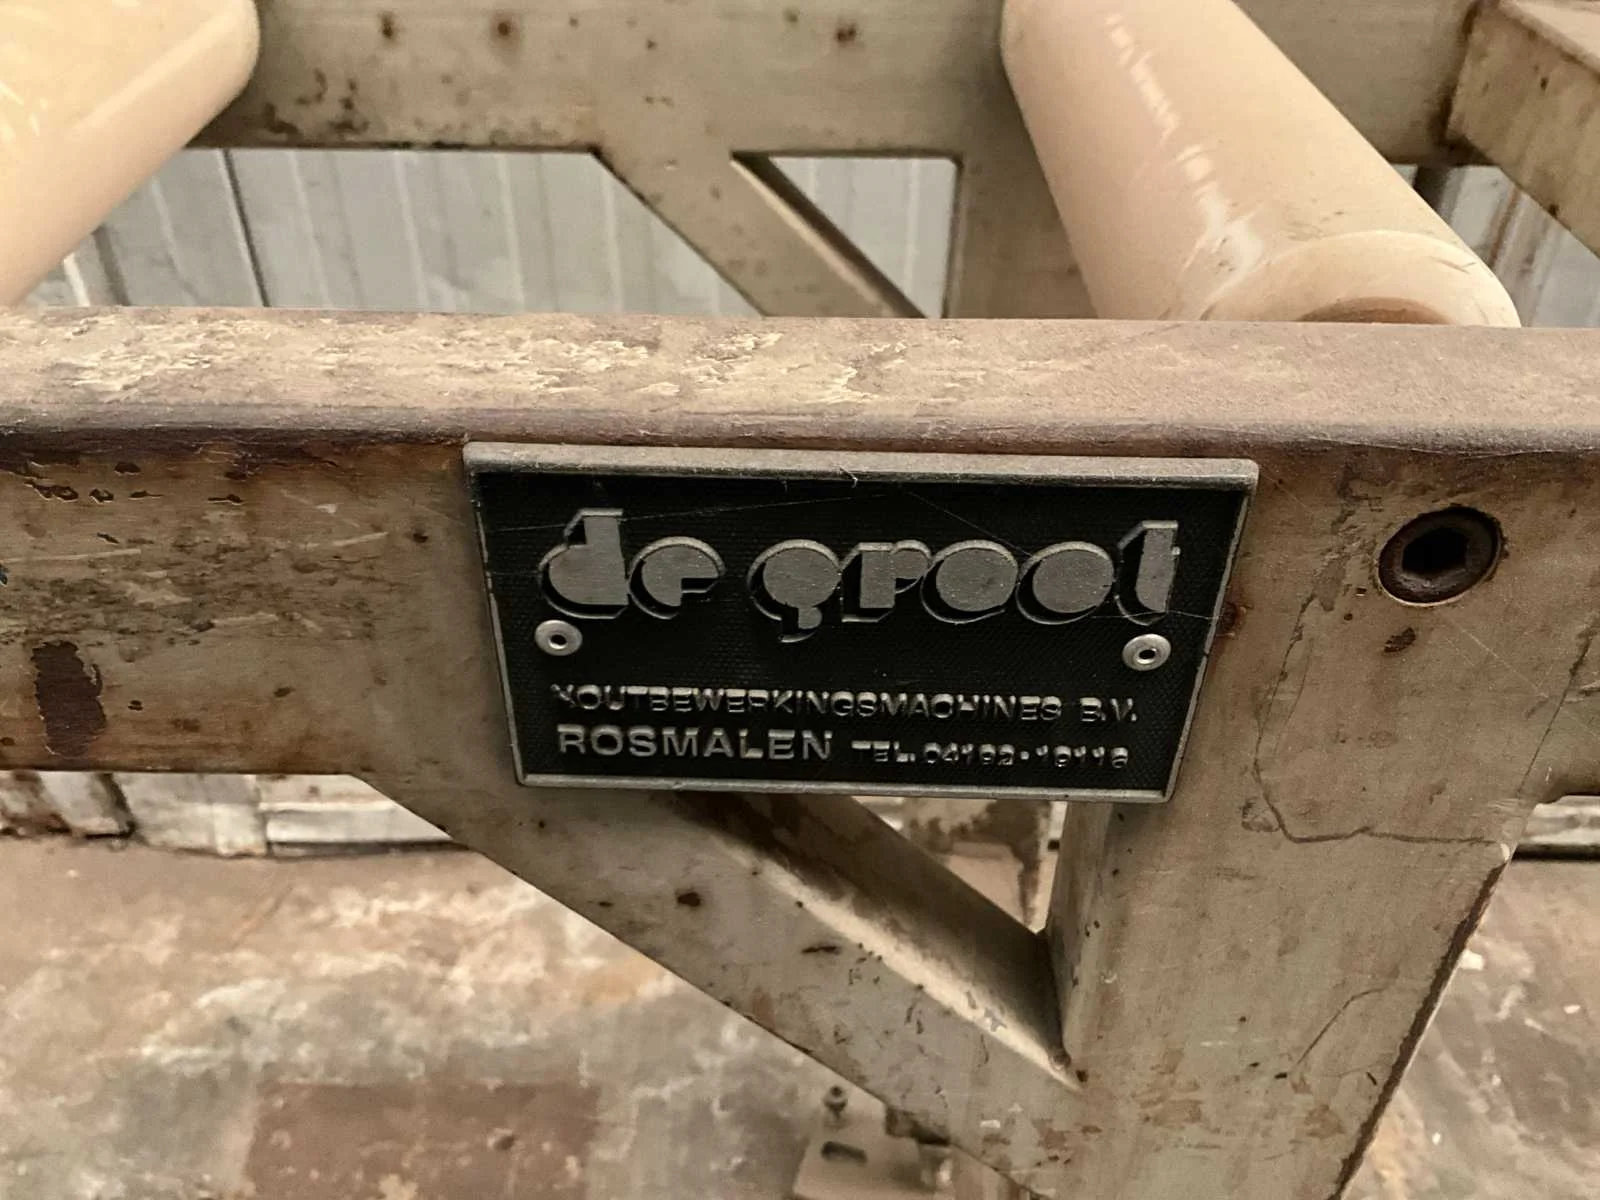 de groot
HOUTBEWERKINGSMACHINES B.V.
ROSMALEN TEL. 04192-19116